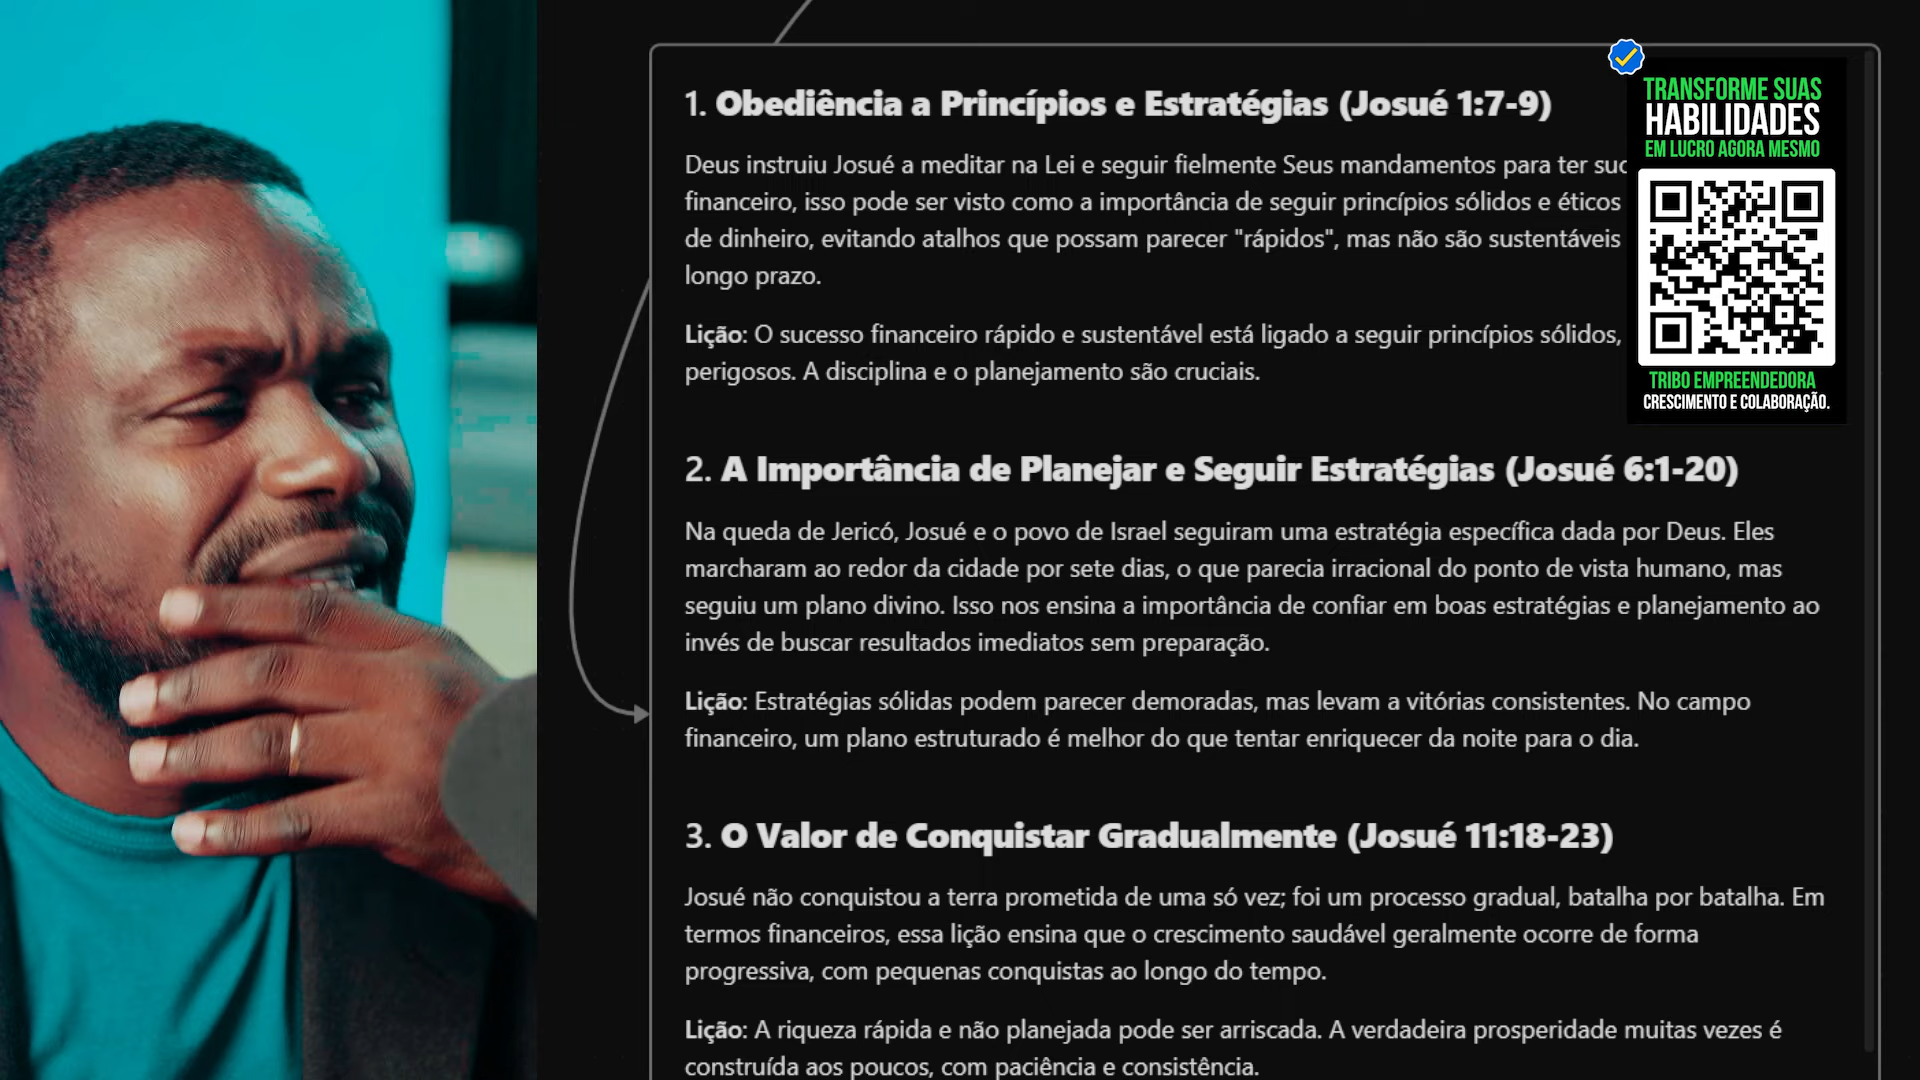 1. Obediência a Princípios e Estratégias (Josué 1:7-9)
Deus instruiu Josué a meditar na Lei e seguir fielmente Seus mandamentos para ter
financeiro, isso pode ser visto como a importância de seguir princípios sólidos e éticos
de dinheiro, evitando atalhos que possam parecer "rápidos", mas não são sustentáveis
longo prazo.
Lição: O sucesso financeiro rápido e sustentável está ligado a seguir princípios sólidos,
perigosos. A disciplina e o planejamento são cruciais.
TRANSFORME SUAS
HABILIDADES
EM LUCRO AGORA MESMO
TRIBO EMPREENDEDORA
CRESCIMENTO E COLABORAÇÃO.
2. A Importância de Planejar e Seguir Estratégias (Josué 6:1-20)
Na queda de Jericó, Josué e o povo de Israel seguiram uma estratégia específica dada por Deus. Eles
marcharam ao redor da cidade por sete dias, o que parecia irracional do ponto de vista humano, mas
seguiu um plano divino. Isso nos ensina a importância de confiar em boas estratégias e planejamento ao
invés de buscar resultados imediatos sem preparação.
Lição: Estratégias sólidas podem parecer demoradas, mas levam a vitórias consistentes. No campo
financeiro, um plano estruturado é melhor do que tentar enriquecer da noite para o dia.
3. O Valor de Conquistar Gradualmente (Josué 11:18-23)
Josué não conquistou a terra prometida de uma só vez; foi um processo gradual, batalha por batalha. Em
termos financeiros, essa lição ensina que o crescimento saudável geralmente ocorre de forma
progressiva, com pequenas conquistas ao longo do tempo.
Lição: A riqueza rápida e não planejada pode ser arriscada. A verdadeira prosperidade muitas vezes é
construída aos poucos, com paciência e consistência.